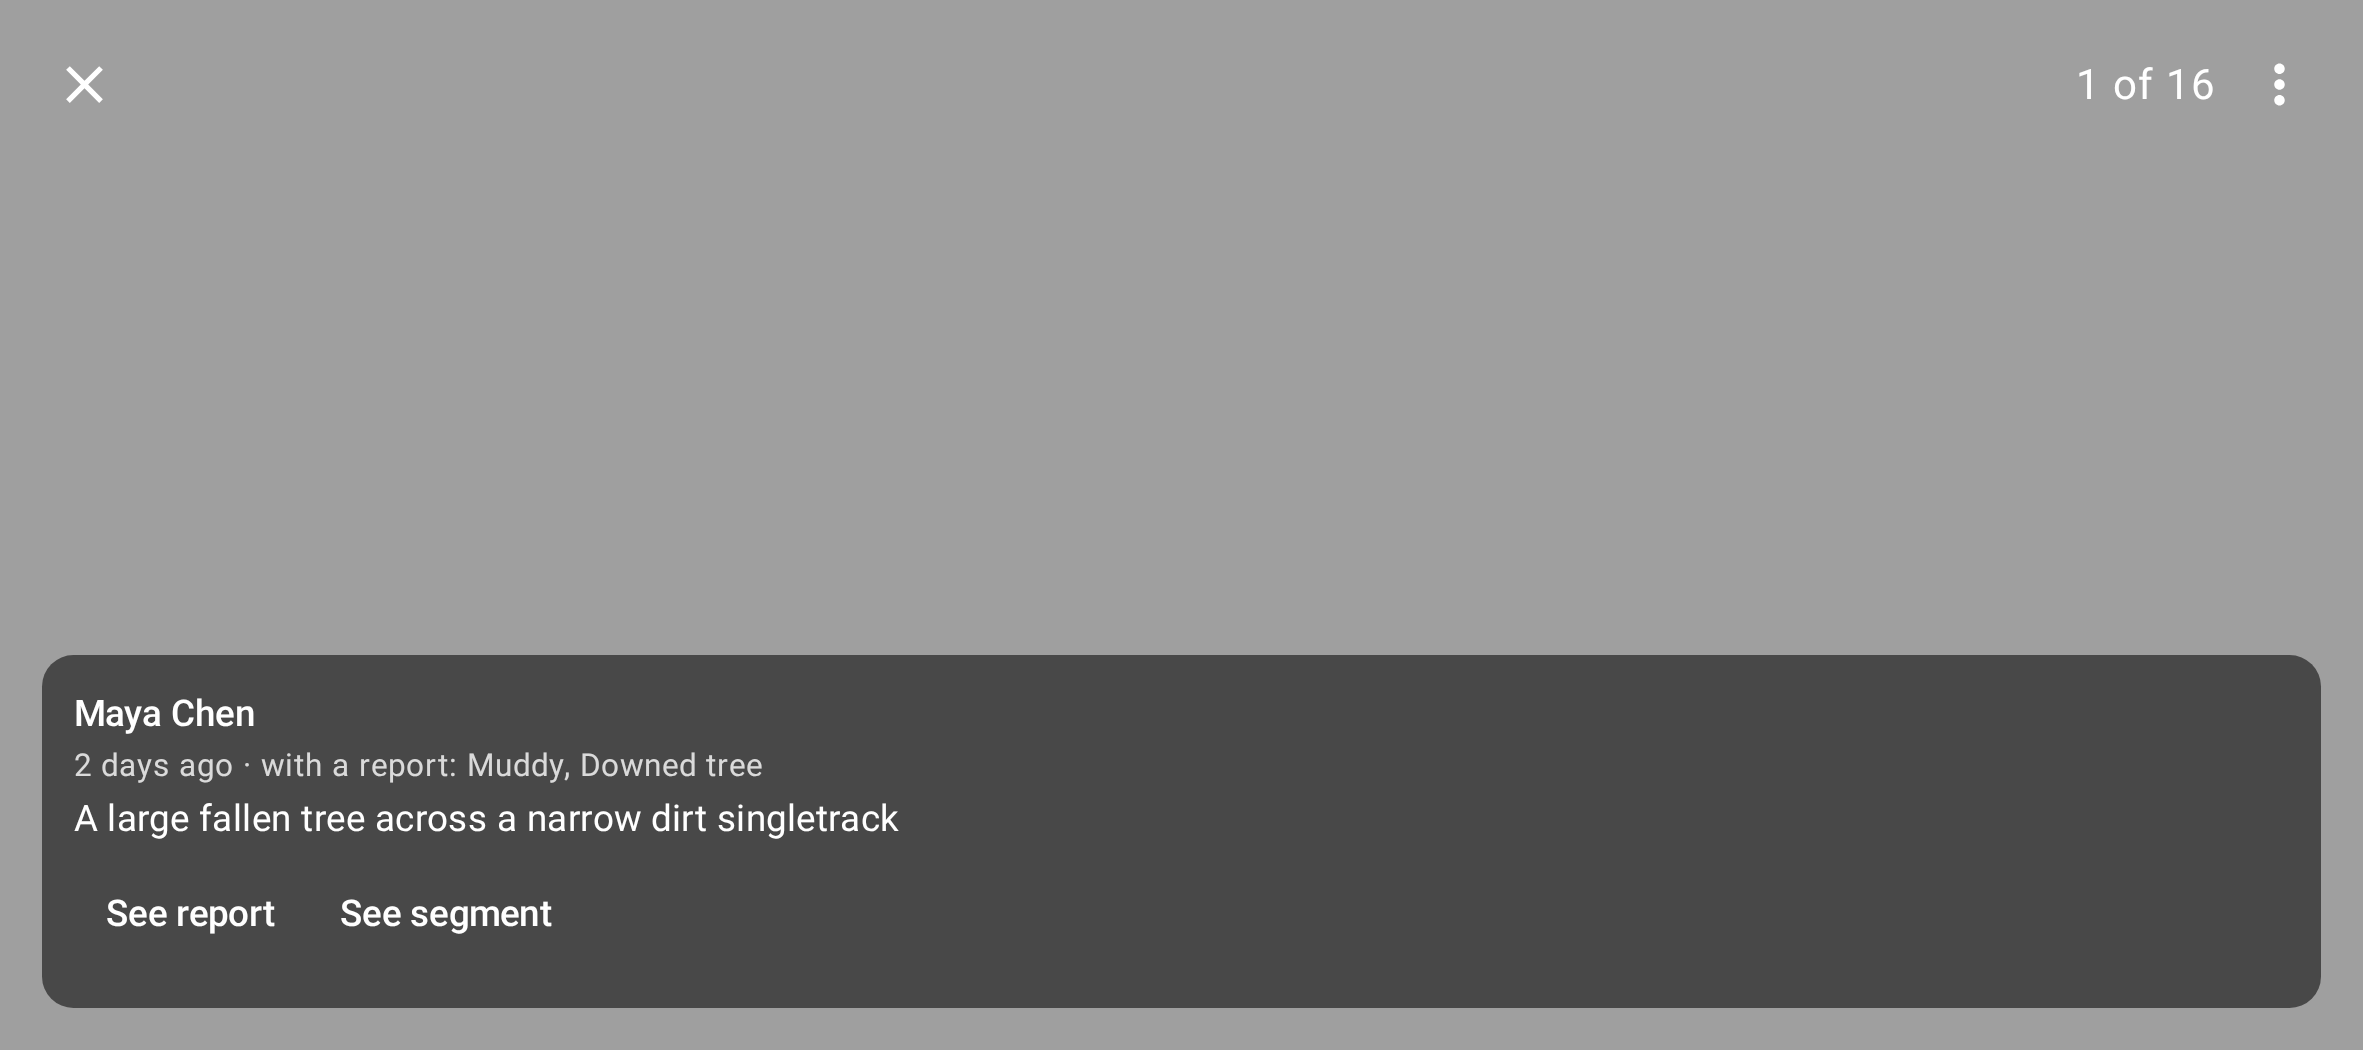 1 of 16
Maya Chen
2 days ago · with a report: Muddy, Downed tree
A large fallen tree across a narrow dirt singletrack
See report See segment